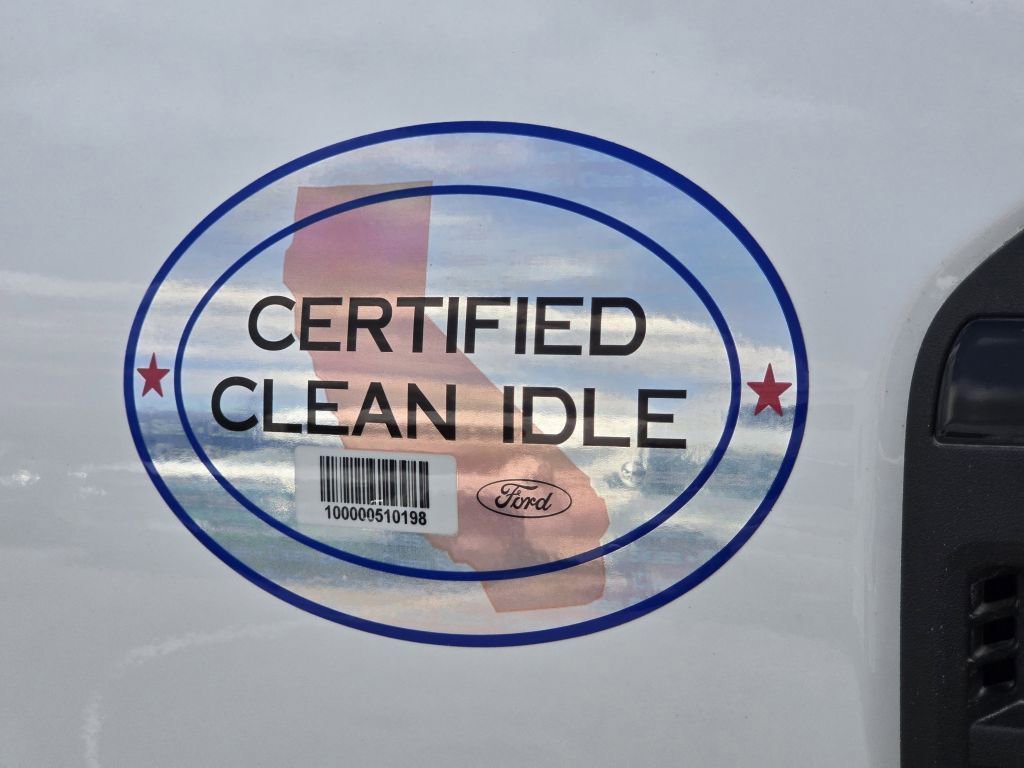 CERTIFIED
CLEAN IDLE
100000510198
Ford